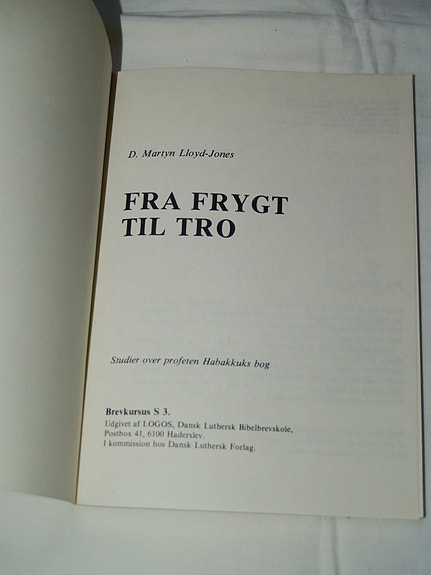 D. Martyn Lloyd-Jones
FRA FRYGT
TIL TRO
Studier over profeten Habakkuks bog
Brevkursus S 3.
Udgivet af LOGOS, Dansk Luthersk Bibelbrevskole,
Postbox 41, 6100 Haderslev.
I kommission hos Dansk Luthersk Forlag.